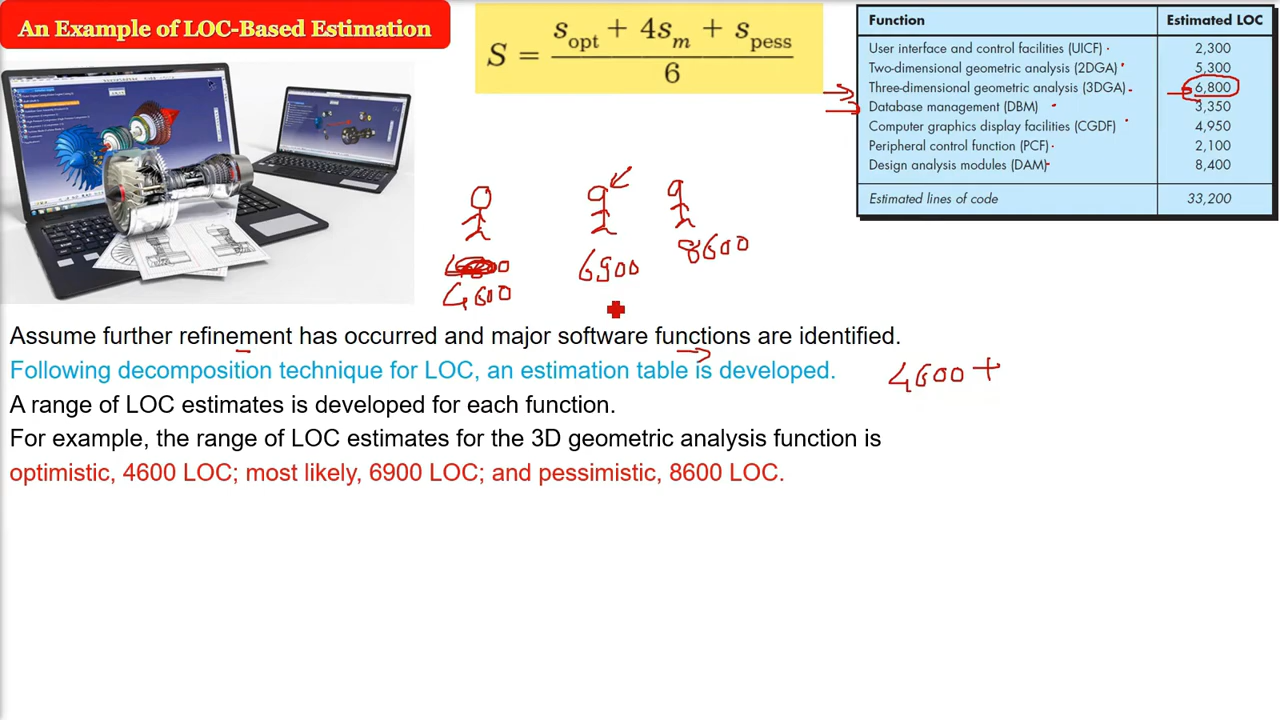 An Example of LOC-Based Estimation
S = (s_opt + 4s_m + s_pess) / 6
Function Estimated LOC
User interface and control facilities (UICF) 2,300
Two-dimensional geometric analysis (2DGA) 5,300
Three-dimensional geometric analysis (3DGA) 6,800
Database management (DBM) 3,350
Computer graphics display facilities (CGDF) 4,950
Peripheral control function (PCF) 2,100
Design analysis modules (DAM) 8,400
Estimated lines of code 33,200
8600
6900
4600
Assume further refinement has occurred and major software functions are identified.
Following decomposition technique for LOC, an estimation table is developed.
4600 +
A range of LOC estimates is developed for each function.
For example, the range of LOC estimates for the 3D geometric analysis function is
optimistic, 4600 LOC; most likely, 6900 LOC; and pessimistic, 8600 LOC.